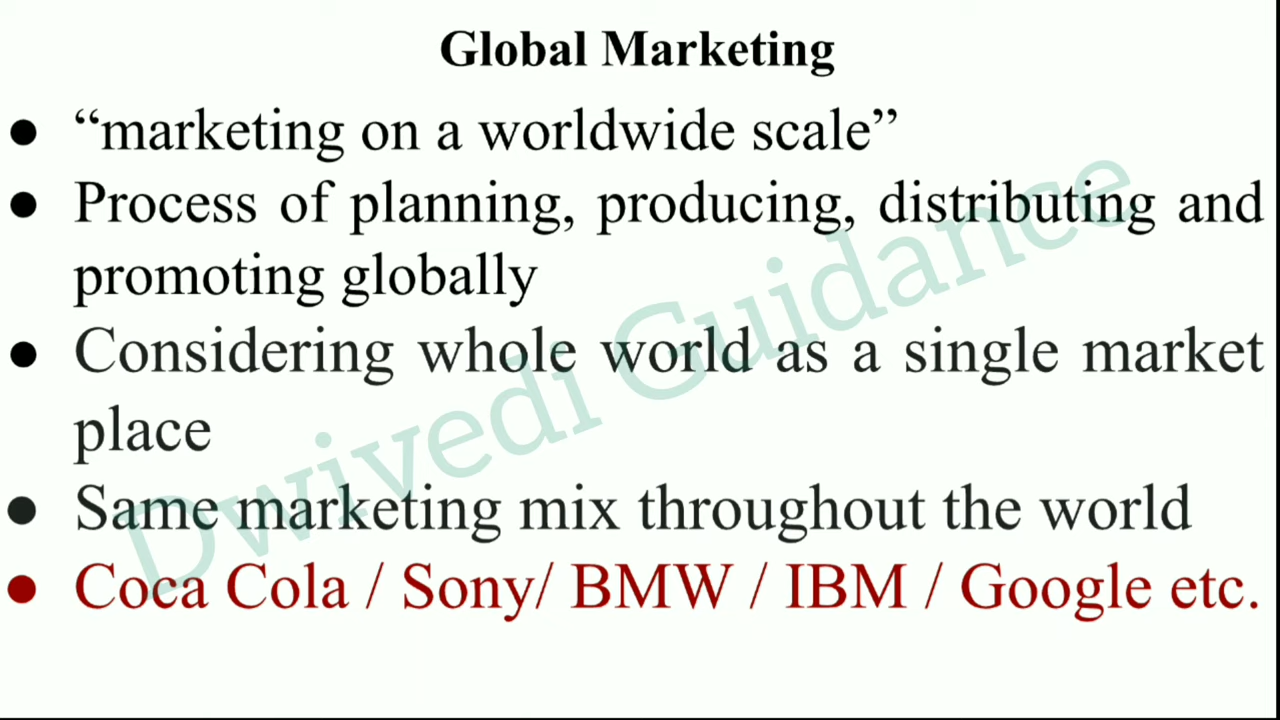 Global Marketing
● “marketing on a worldwide scale”
● Process of planning, producing, distributing and
promoting globally
● Considering whole world as a single market
place
● Same marketing mix throughout the world
● Coca Cola / Sony/ BMW / IBM / Google etc.
Dwivedi Guidance